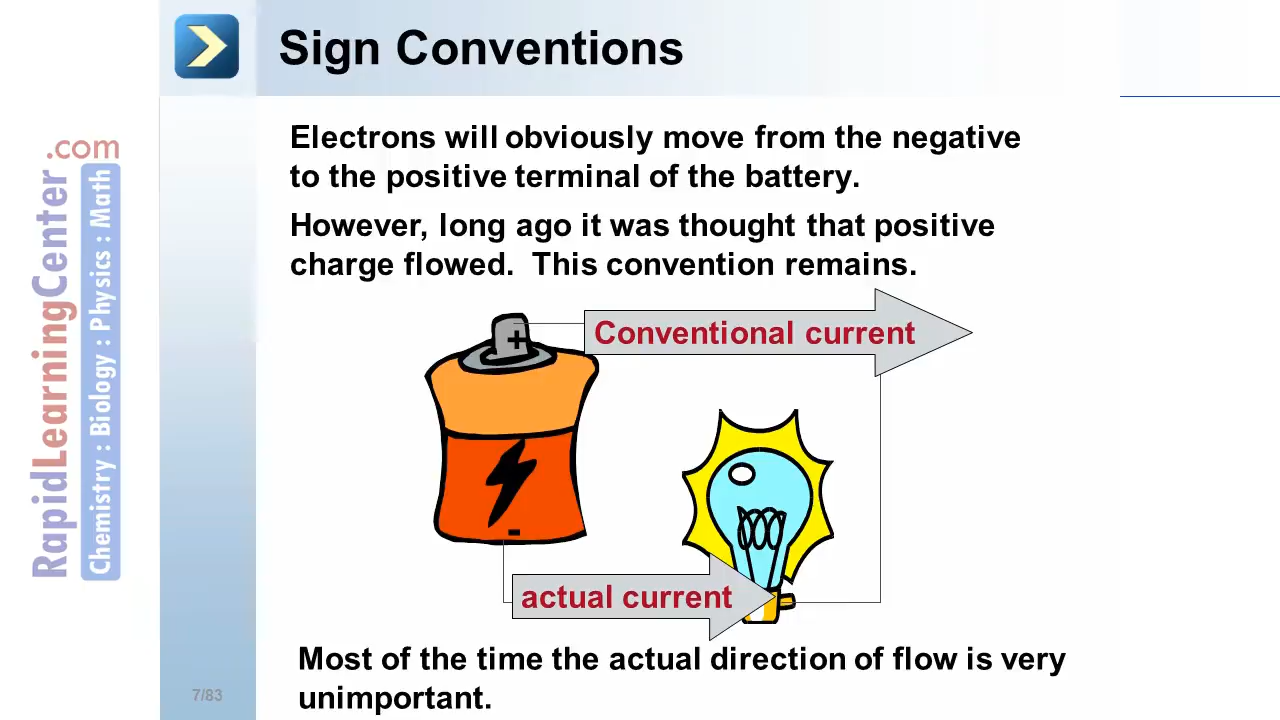 Sign Conventions
Electrons will obviously move from the negative
to the positive terminal of the battery.
However, long ago it was thought that positive
charge flowed.  This convention remains.
+
Conventional current
-
actual current
Most of the time the actual direction of flow is very
unimportant.
7/83
RapidLearningCenter.com
Chemistry : Biology : Physics : Math